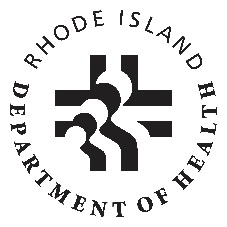 RHODE ISLAND
DEPARTMENT OF HEALTH